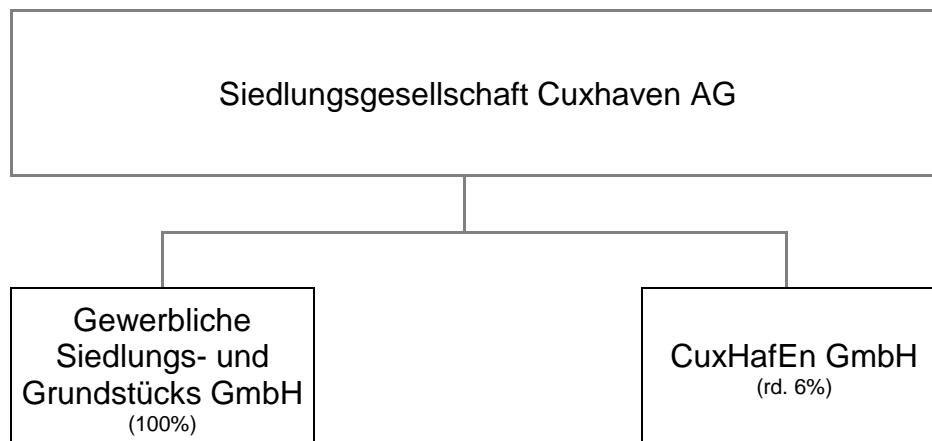 Siedlungsgesellschaft Cuxhaven AG
Gewerbliche
Siedlungs- und
Grundstücks GmbH
(100%)
CuxHafEn GmbH
(rd. 6%)